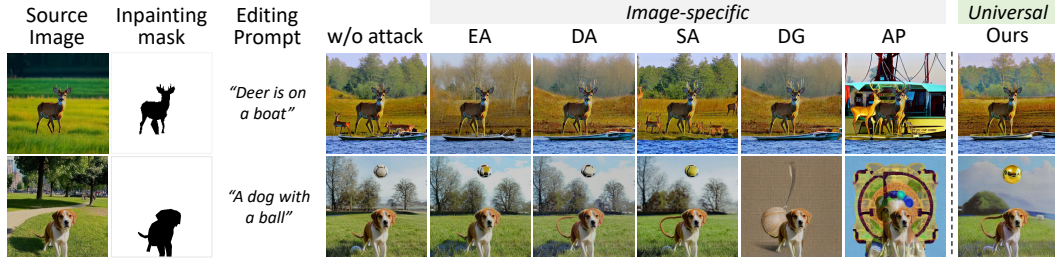 Source Image
Inpainting mask
Editing Prompt
Image-specific
Universal
w/o attack EA DA SA DG AP Ours
“Deer is on
a boat”
“A dog with
a ball”